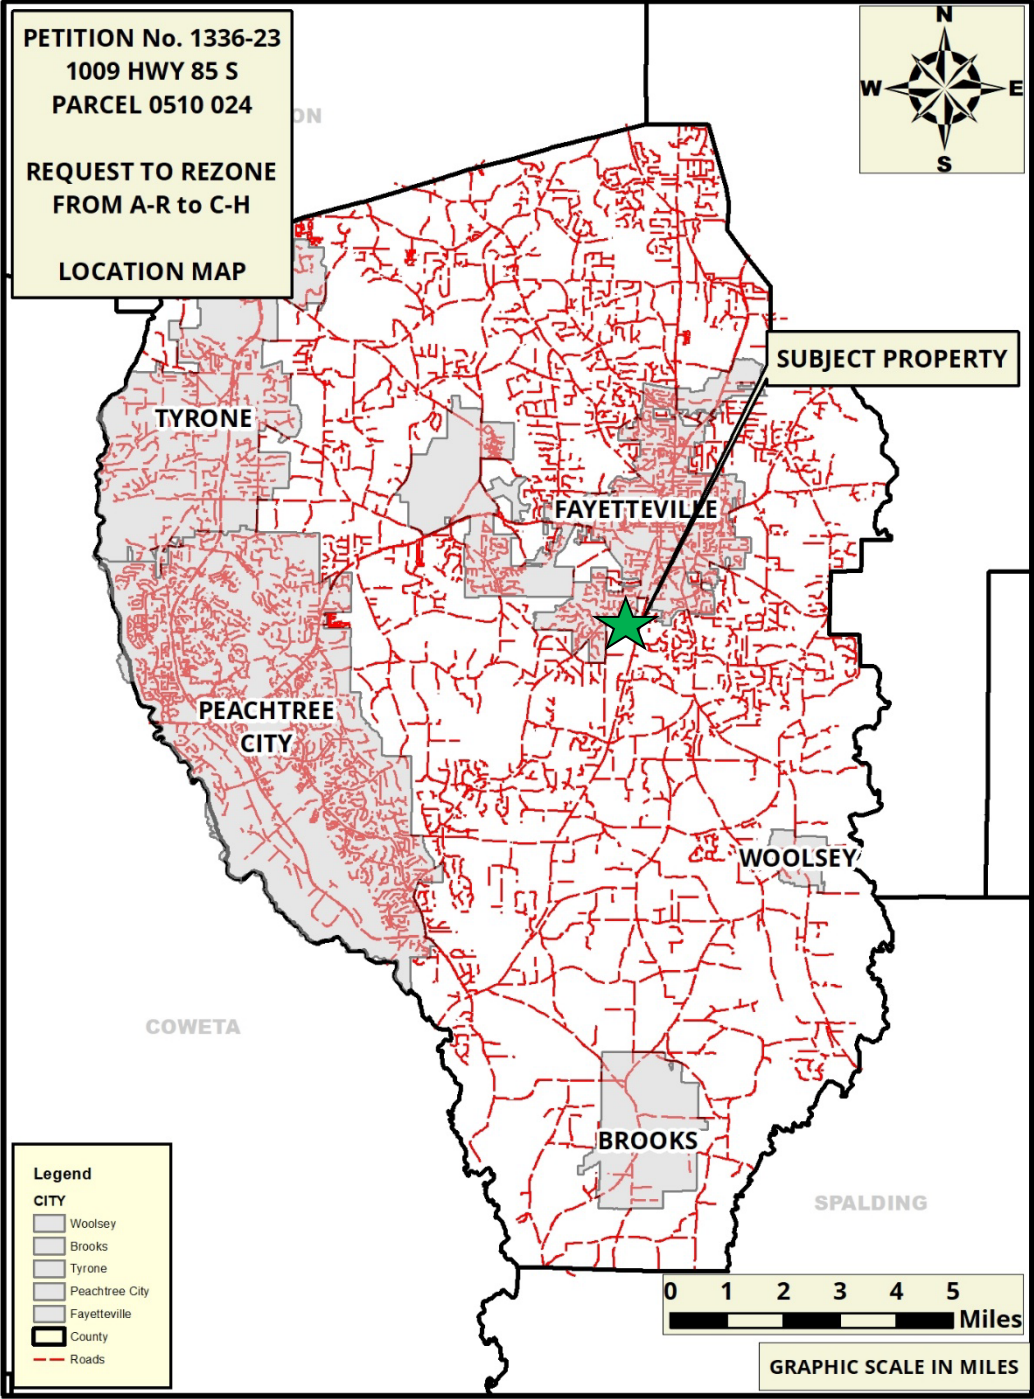 PETITION No. 1336-23
1009 HWY 85 S
PARCEL 0510 024
REQUEST TO REZONE
FROM A-R to C-H
LOCATION MAP
ON
N
W
E
S
SUBJECT PROPERTY
TYRONE
FAYETTEVILLE
PEACHTREE
CITY
WOOLSEY
COWETA
BROOKS
SPALDING
Legend
CITY
Woolsey
Brooks
Tyrone
Peachtree City
Fayetteville
County
Roads
0 1 2 3 4 5
Miles
GRAPHIC SCALE IN MILES